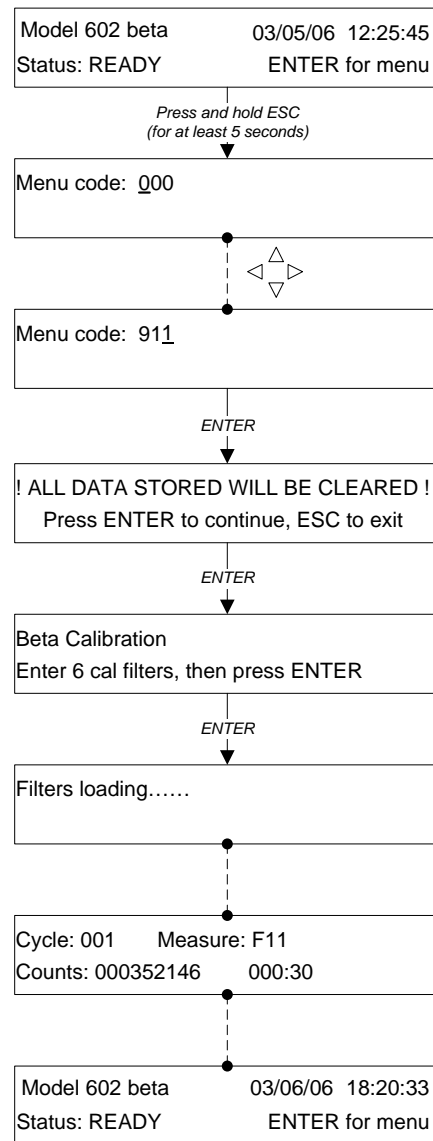 Model 602 beta 03/05/06 12:25:45
Status: READY ENTER for menu
Press and hold ESC
(for at least 5 seconds)
Menu code: 000
Menu code: 911
ENTER
! ALL DATA STORED WILL BE CLEARED !
Press ENTER to continue, ESC to exit
ENTER
Beta Calibration
Enter 6 cal filters, then press ENTER
ENTER
Filters loading……
Cycle: 001 Measure: F11
Counts: 000352146 000:30
Model 602 beta 03/06/06 18:20:33
Status: READY ENTER for menu